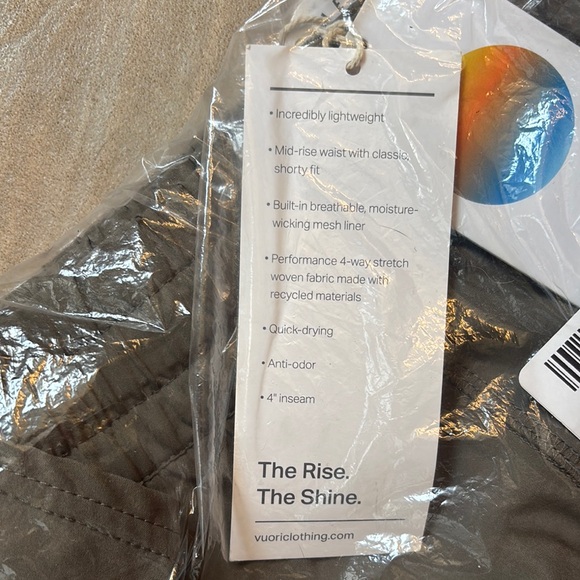 • Incredibly lightweight
• Mid-rise waist with classic,
shorty fit
• Built-in breathable, moisture-
wicking mesh liner
• Performance 4-way stretch
woven fabric made with
recycled materials
• Quick-drying
• Anti-odor
• 4" inseam
The Rise.
The Shine.
vuoriclothing.com